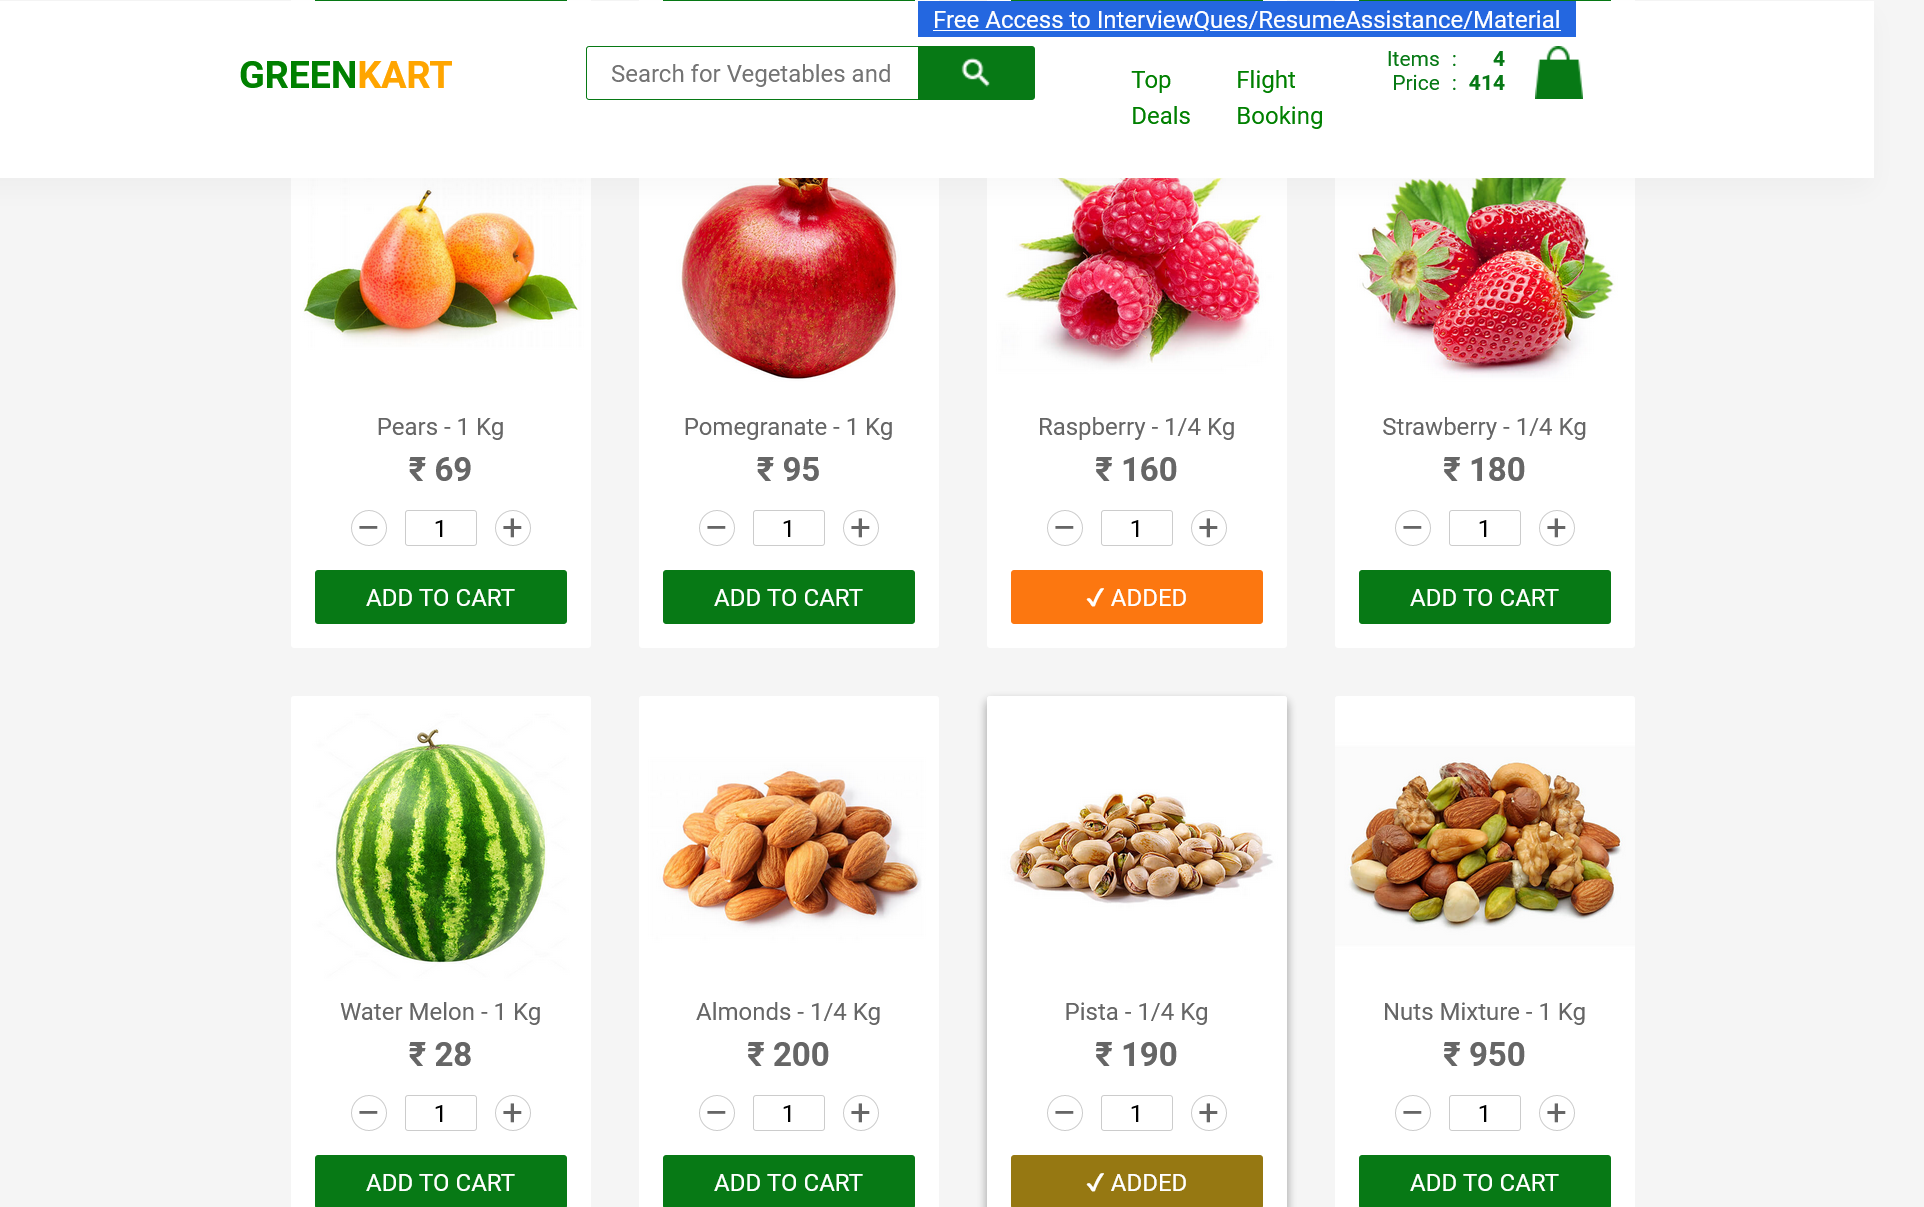 Free Access to InterviewQues/ResumeAssistance/Material
GREENKART
Search for Vegetables and
Top Deals
Flight Booking
Items : 4
Price : 414
Pears - 1 Kg
₹ 69
− 1 +
ADD TO CART
Pomegranate - 1 Kg
₹ 95
− 1 +
ADD TO CART
Raspberry - 1/4 Kg
₹ 160
− 1 +
✓ ADDED
Strawberry - 1/4 Kg
₹ 180
− 1 +
ADD TO CART
Water Melon - 1 Kg
₹ 28
− 1 +
ADD TO CART
Almonds - 1/4 Kg
₹ 200
− 1 +
ADD TO CART
Pista - 1/4 Kg
₹ 190
− 1 +
✓ ADDED
Nuts Mixture - 1 Kg
₹ 950
− 1 +
ADD TO CART